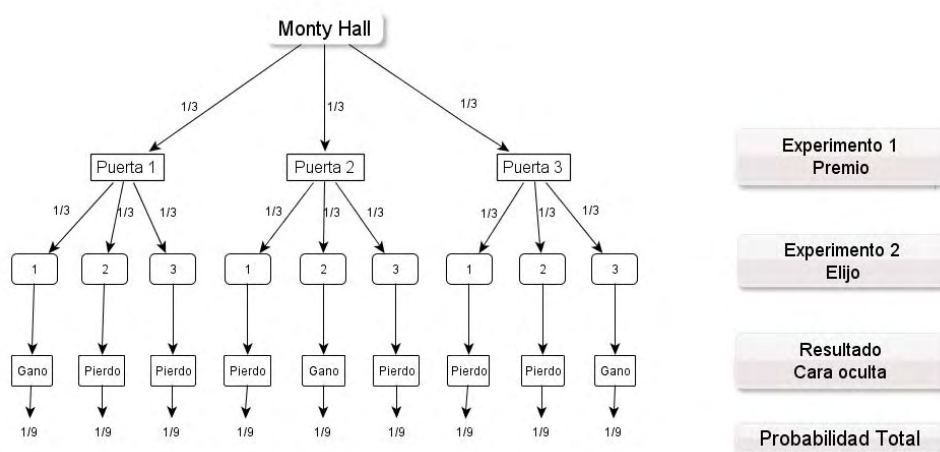 Monty Hall
1/3
1/3
1/3
Puerta 1
Puerta 2
Puerta 3
Experimento 1
Premio
1/3
1/3
1/3
1/3
1/3
1/3
1/3
1/3
1/3
1
2
3
1
2
3
1
2
3
Experimento 2
Elijo
Gano
Pierdo
Pierdo
Pierdo
Gano
Pierdo
Pierdo
Pierdo
Gano
Resultado
Cara oculta
1/9
1/9
1/9
1/9
1/9
1/9
1/9
1/9
1/9
Probabilidad Total